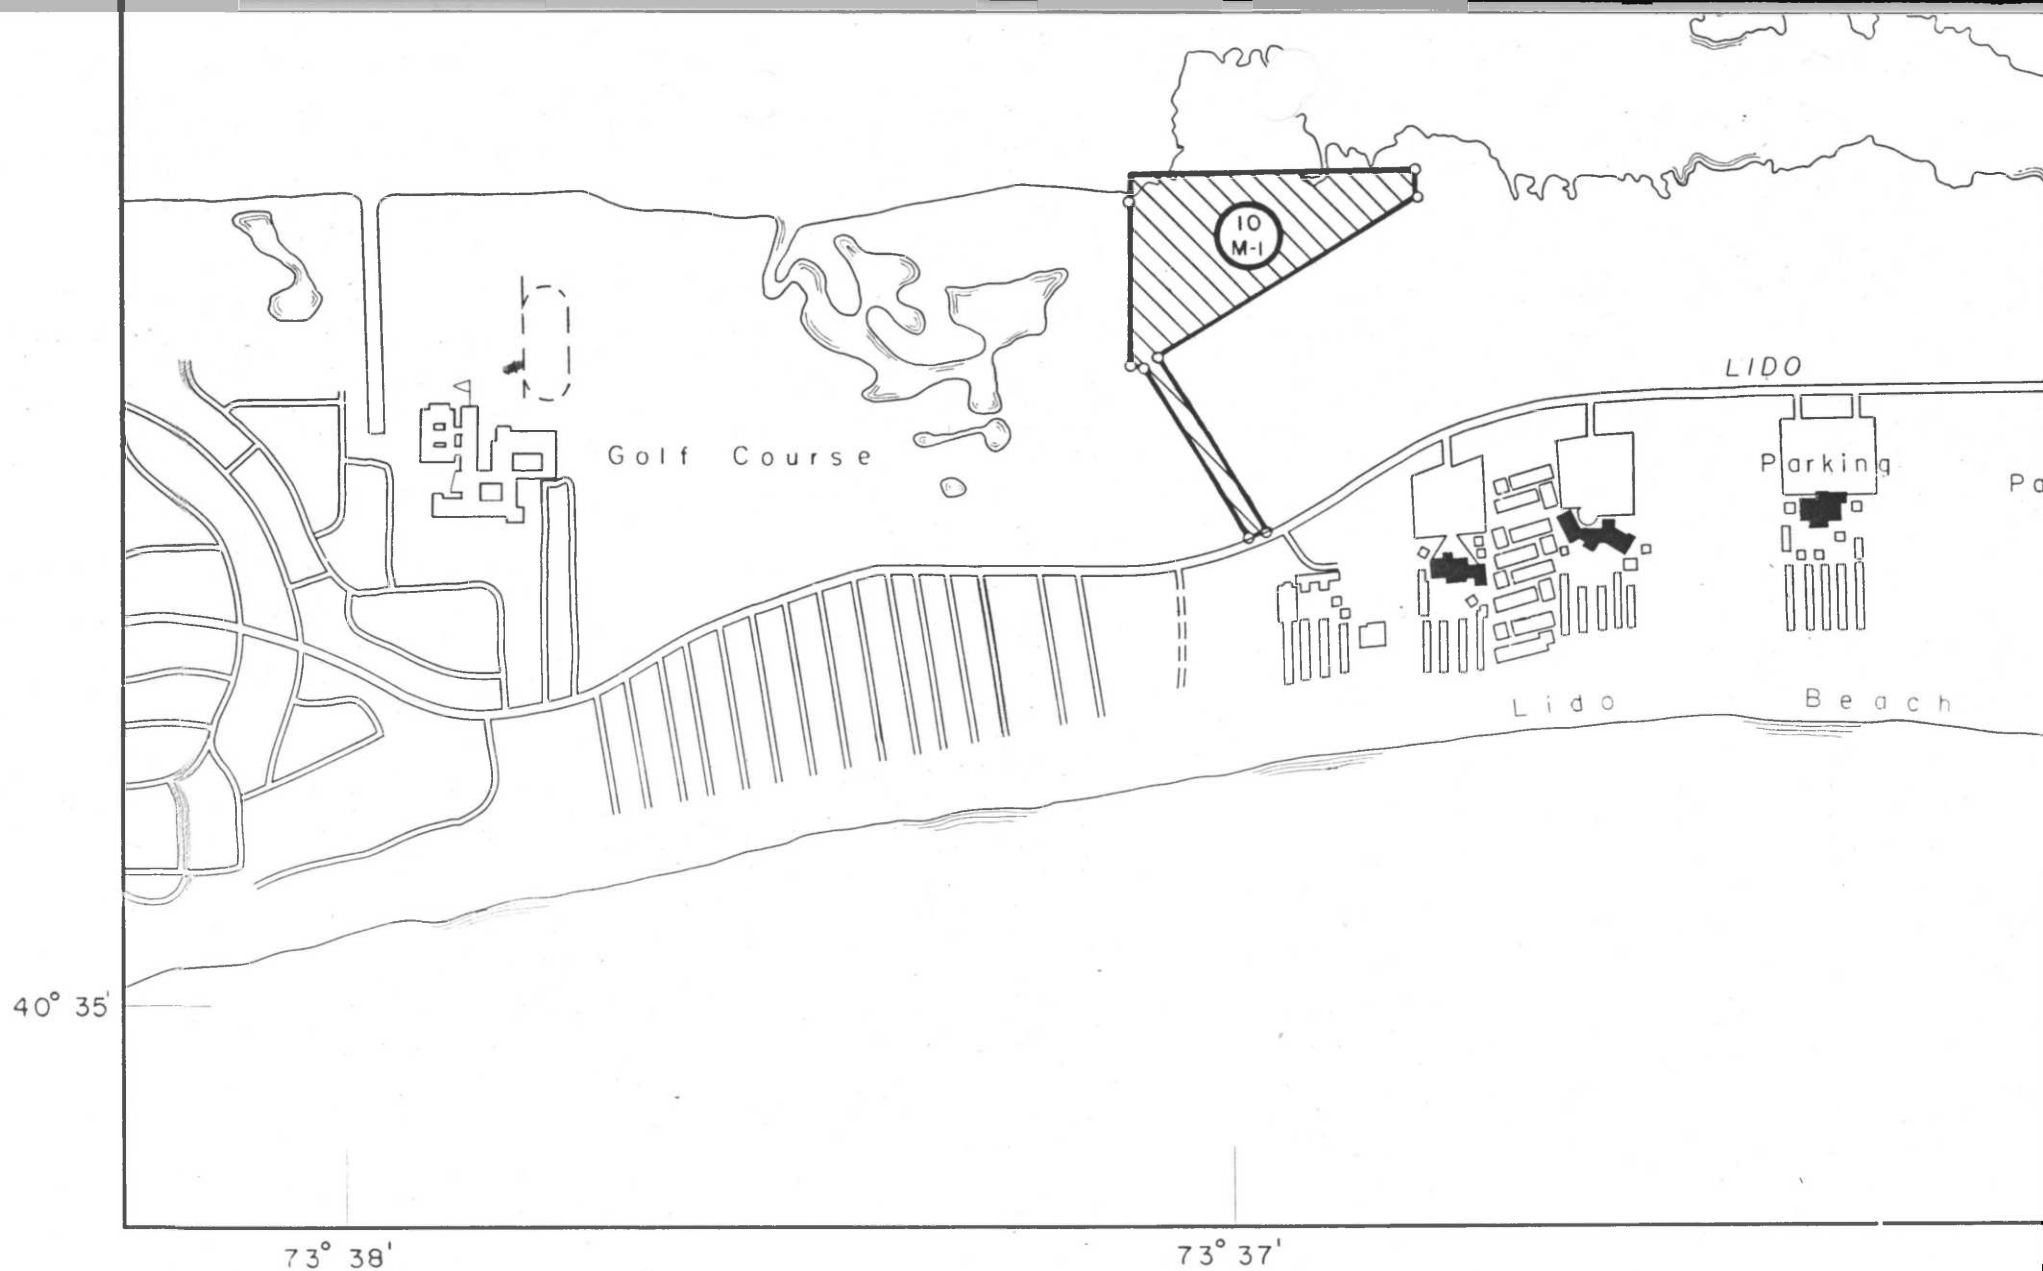 10
M-1
LIDO
Golf Course
Parking
Pa
Lido Beach
40° 35'
73° 38'
73° 37'